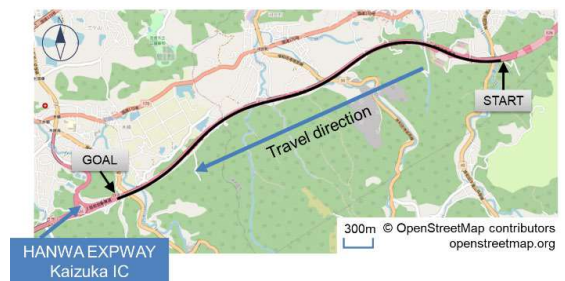 START
Travel direction
GOAL
300m
© OpenStreetMap contributors
openstreetmap.org
HANWA EXPWAY
Kaizuka IC